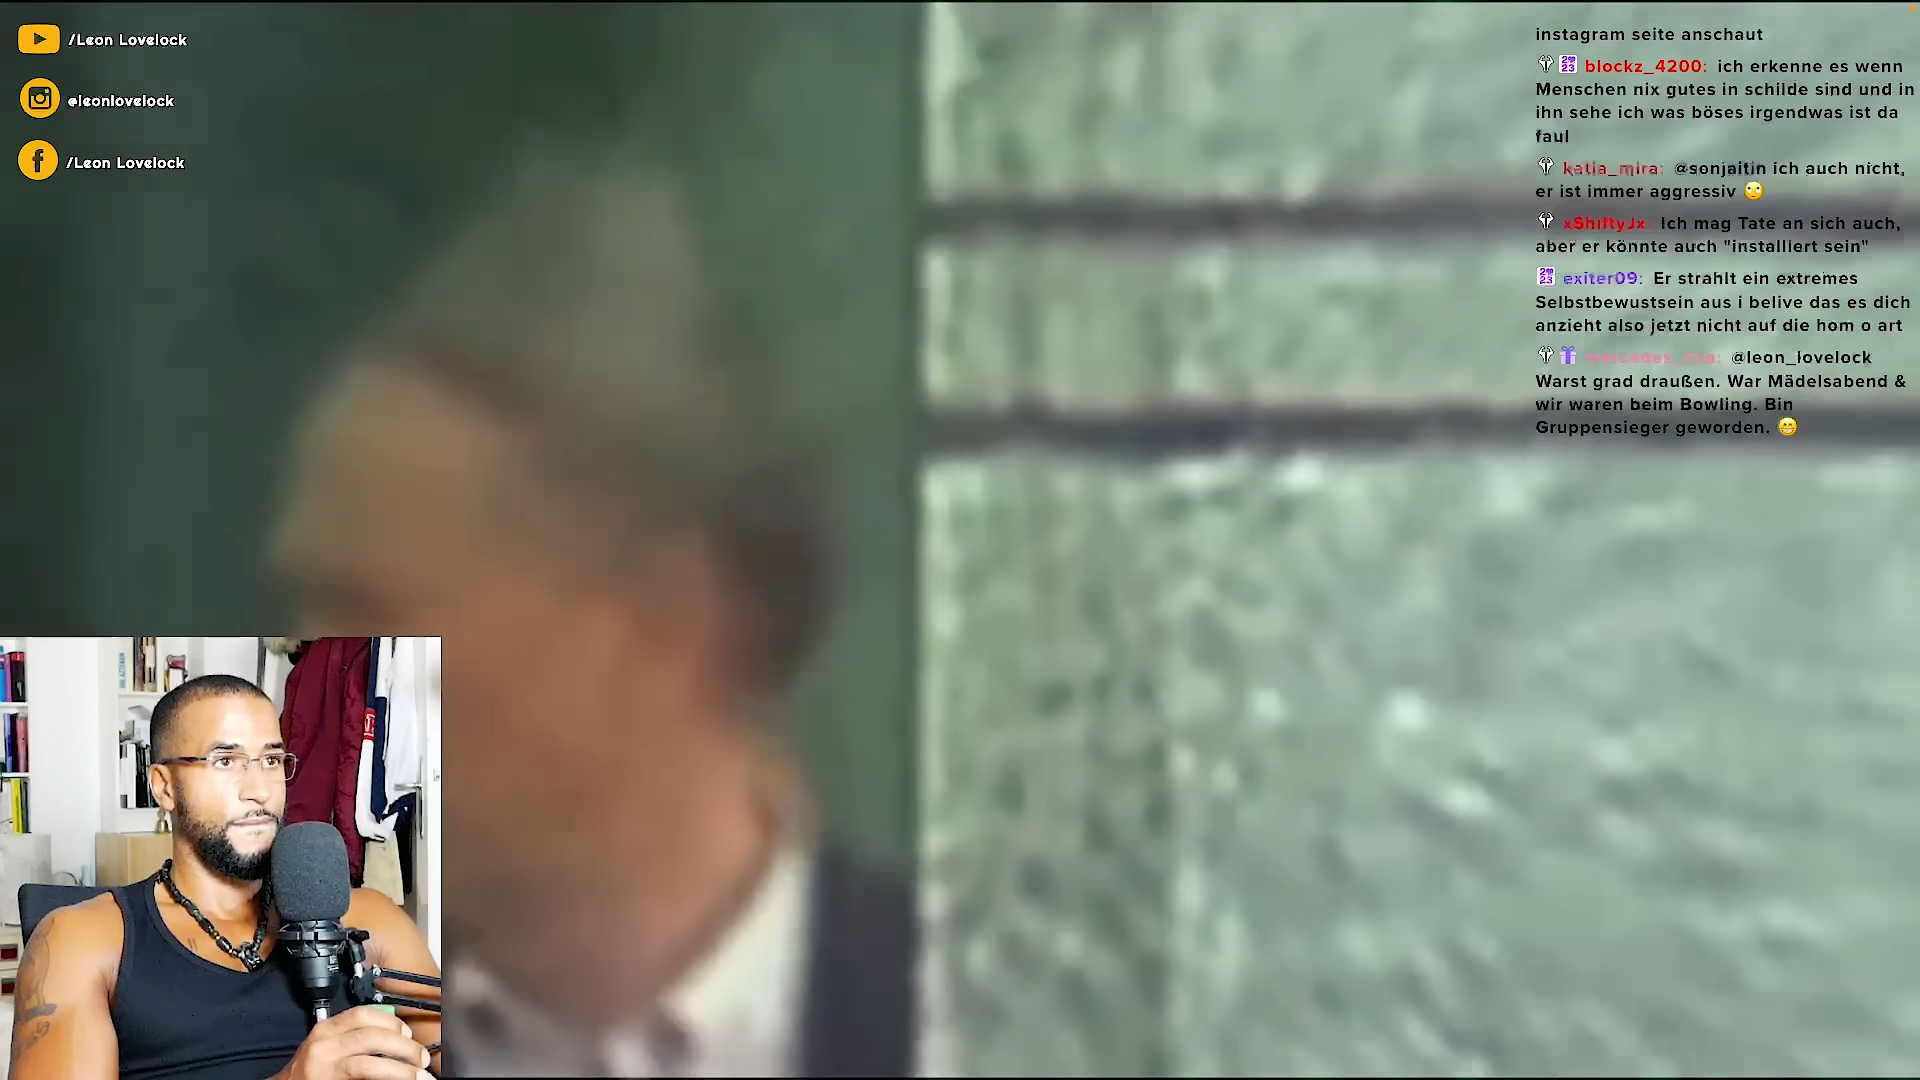 /Leon Lovelock
@leonlovelock
/Leon Lovelock
instagram seite anschaut
blockz_4200: ich erkenne es wenn
Menschen nix gutes in schilde sind und in
ihn sehe ich was böses irgendwas ist da
faul
katia_mira: @sonjaitin ich auch nicht,
er ist immer aggressiv 🙄
xShiftyJx: Ich mag Tate an sich auch,
aber er könnte auch "installiert sein"
exiter09: Er strahlt ein extremes
Selbstbewustsein aus i belive das es dich
anzieht also jetzt nicht auf die hom o art
@leon_lovelock
Warst grad draußen. War Mädelsabend &
wir waren beim Bowling. Bin
Gruppensieger geworden. 😁